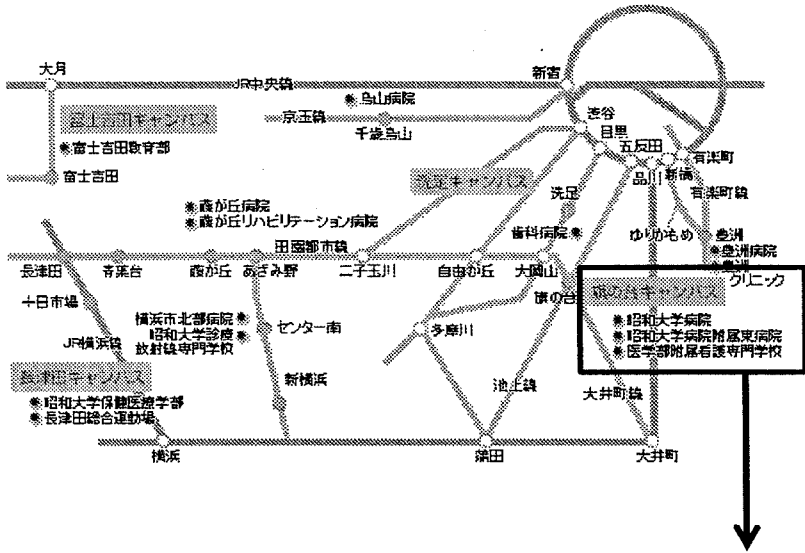 大月
JR中央線
新宿
烏山病院
京王線
千歳烏山
富士吉田キャンパス
富士吉田教育部
富士吉田
渋谷
目黒
五反田
品川
新橋
有楽町
有楽町線
ゆりかもめ
豊洲
豊洲病院
豊洲
クリニック
洗足キャンパス
洗足
歯科病院
病院
リハビリテーション病院
田園都市線
長津田
青葉台
あざみ野
二子玉川
自由が丘
大岡山
旗の台
旗の台キャンパス
昭和大学病院
昭和大学病院附属東病院
医学部附属看護専門学校
十日市場
JR横浜線
横浜市北部病院
昭和大学診療
放射線専門学校
センター南
新横浜
多摩川
池上線
大井町線
長津田キャンパス
昭和大学保健医療学部
長津田総合運動場
横浜
蒲田
大井町